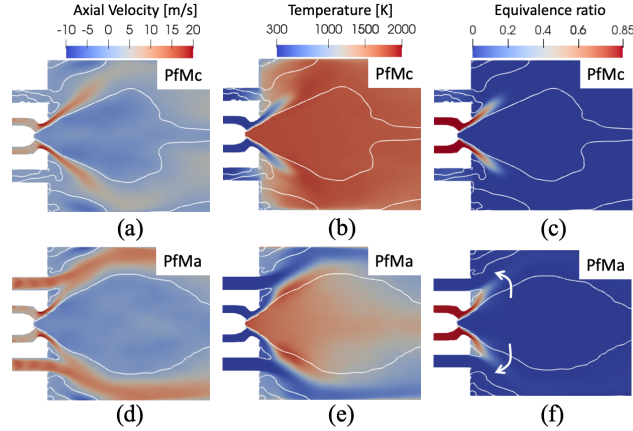 Axial Velocity [m/s]
-10 -5 0 5 10 15 20
PfMc
(a)
Temperature [K]
300 1000 1400 2000
PfMc
(b)
Equivalence ratio
0 0.2 0.4 0.6 0.85
PfMc
(c)
PfMa
(d)
PfMa
(e)
PfMa
(f)